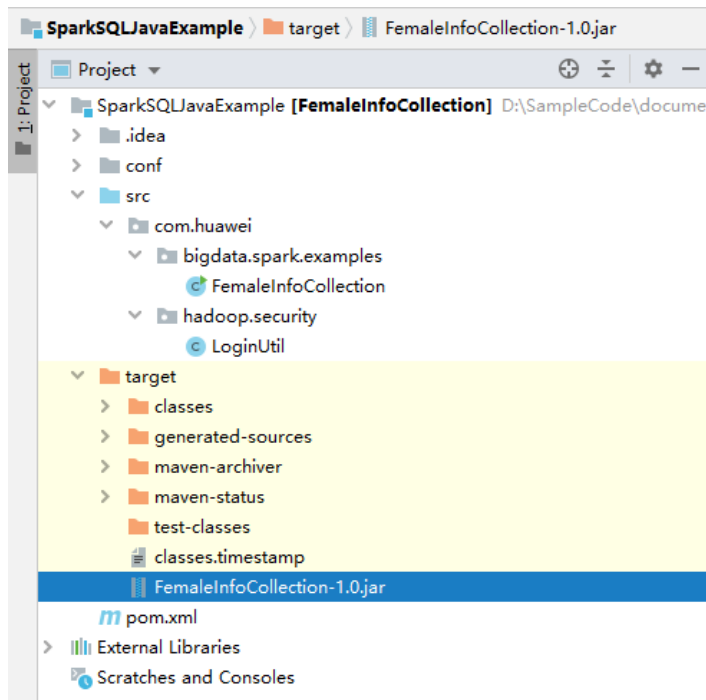 SparkSQLJavaExample target FemaleInfoCollection-1.0.jar
1: Project
Project
SparkSQLJavaExample [FemaleInfoCollection] D:\SampleCode\docume
.idea
conf
src
com.huawei
bigdata.spark.examples
FemaleInfoCollection
hadoop.security
LoginUtil
target
classes
generated-sources
maven-archiver
maven-status
test-classes
classes.timestamp
FemaleInfoCollection-1.0.jar
pom.xml
External Libraries
Scratches and Consoles